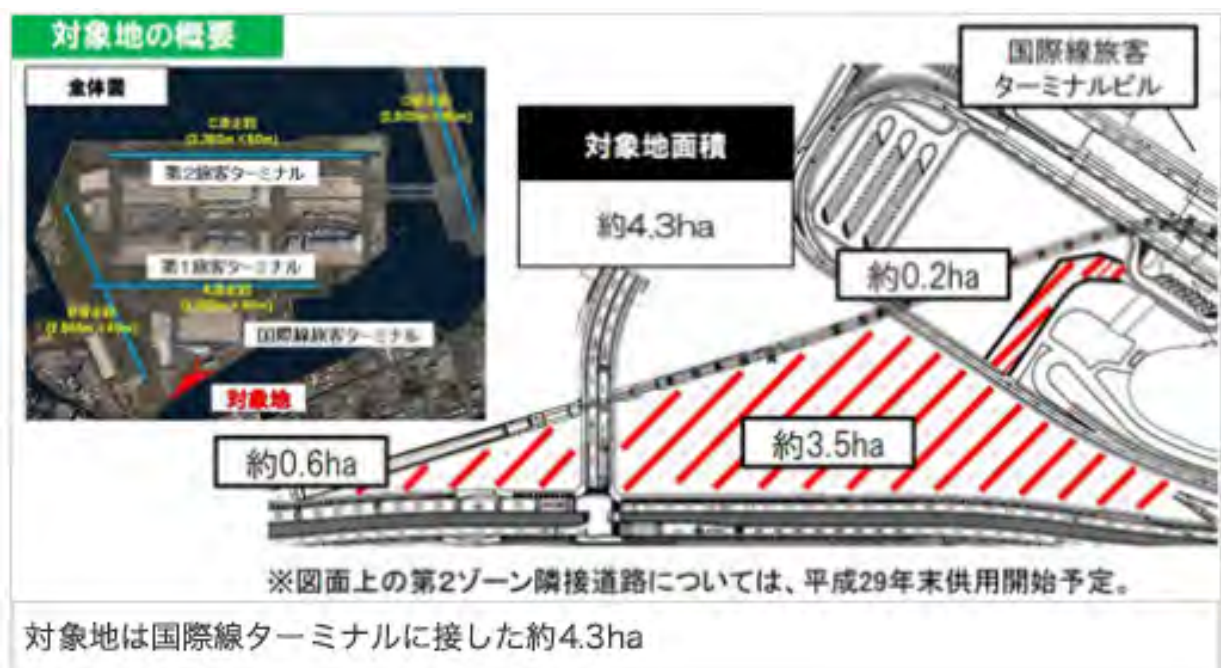 対象地の概要
全体図
第2旅客ターミナル
第1旅客ターミナル
国際線旅客ターミナル
対象地
対象地面積
約4.3ha
国際線旅客
ターミナルビル
約0.2ha
約0.6ha
約3.5ha
※図面上の第2ゾーン隣接道路については、平成29年末供用開始予定。
対象地は国際線ターミナルに接した約4.3ha